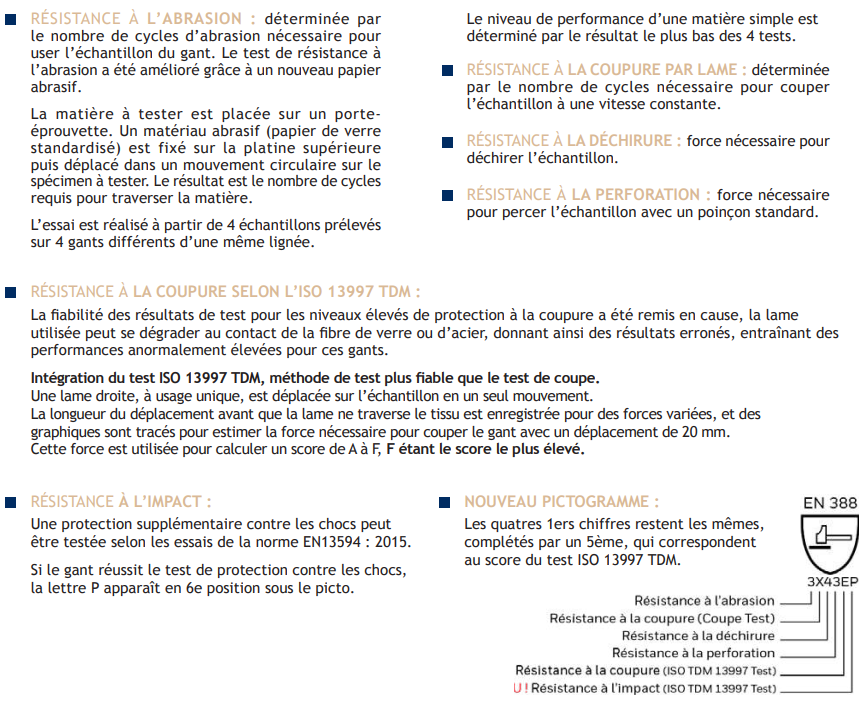 RÉSISTANCE À L'ABRASION : déterminée par
le nombre de cycles d'abrasion nécessaire pour
user l'échantillon du gant. Le test de résistance à
l'abrasion a été amélioré grâce à un nouveau papier
abrasif.
La matière à tester est placée sur un porte-
éprouvette. Un matériau abrasif (papier de verre
standardisé) est fixé sur la platine supérieure
puis déplacé dans un mouvement circulaire sur le
spécimen à tester. Le résultat est le nombre de cycles
requis pour traverser la matière.
L'essai est réalisé à partir de 4 échantillons prélevés
sur 4 gants différents d'une même lignée.
Le niveau de performance d'une matière simple est
déterminé par le résultat le plus bas des 4 tests.
RÉSISTANCE À LA COUPURE PAR LAME : déterminée
par le nombre de cycles nécessaire pour couper
l'échantillon à une vitesse constante.
RÉSISTANCE À LA DÉCHIRURE : force nécessaire pour
déchirer l'échantillon.
RÉSISTANCE À LA PERFORATION : force nécessaire
pour percer l'échantillon avec un poinçon standard.
RÉSISTANCE À LA COUPURE SELON L'ISO 13997 TDM :
La fiabilité des résultats de test pour les niveaux élevés de protection à la coupure a été remis en cause, la lame
utilisée peut se dégrader au contact de la fibre de verre ou d'acier, donnant ainsi des résultats erronés, entraînant des
performances anormalement élevées pour ces gants.
Intégration du test ISO 13997 TDM, méthode de test plus fiable que le test de coupe.
Une lame droite, à usage unique, est déplacée sur l'échantillon en un seul mouvement.
La longueur du déplacement avant que la lame ne traverse le tissu est enregistrée pour des forces variées, et des
graphiques sont tracés pour estimer la force nécessaire pour couper le gant avec un déplacement de 20 mm.
Cette force est utilisée pour calculer un score de A à F, F étant le score le plus élevé.
RÉSISTANCE À L'IMPACT :
Une protection supplémentaire contre les chocs peut
être testée selon les essais de la norme EN13594 : 2015.
Si le gant réussit le test de protection contre les chocs,
la lettre P apparaît en 6e position sous le picto.
NOUVEAU PICTOGRAMME :
Les quatres 1ers chiffres restent les mêmes,
complétés par un 5ème, qui correspondent
au score du test ISO 13997 TDM.
EN 388
3X43EP
Résistance à l'abrasion
Résistance à la coupure (Coupe Test)
Résistance à la déchirure
Résistance à la perforation
Résistance à la coupure (ISO TDM 13997 Test)
U ! Résistance à l'impact (ISO TDM 13997 Test)